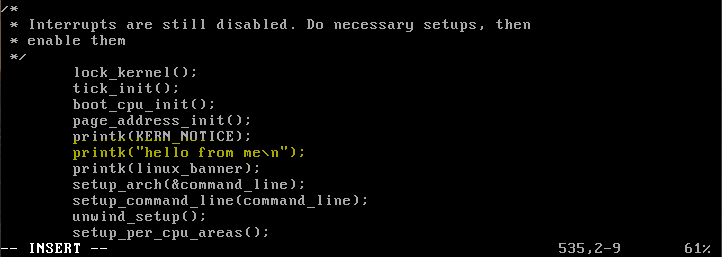 /*
 * Interrupts are still disabled. Do necessary setups, then
 * enable them
 */
        lock_kernel();
        tick_init();
        boot_cpu_init();
        page_address_init();
        printk(KERN_NOTICE);
        printk("hello from me\n");
        printk(linux_banner);
        setup_arch(&command_line);
        setup_command_line(command_line);
        unwind_setup();
        setup_per_cpu_areas();
-- INSERT -- 535,2-9 61%